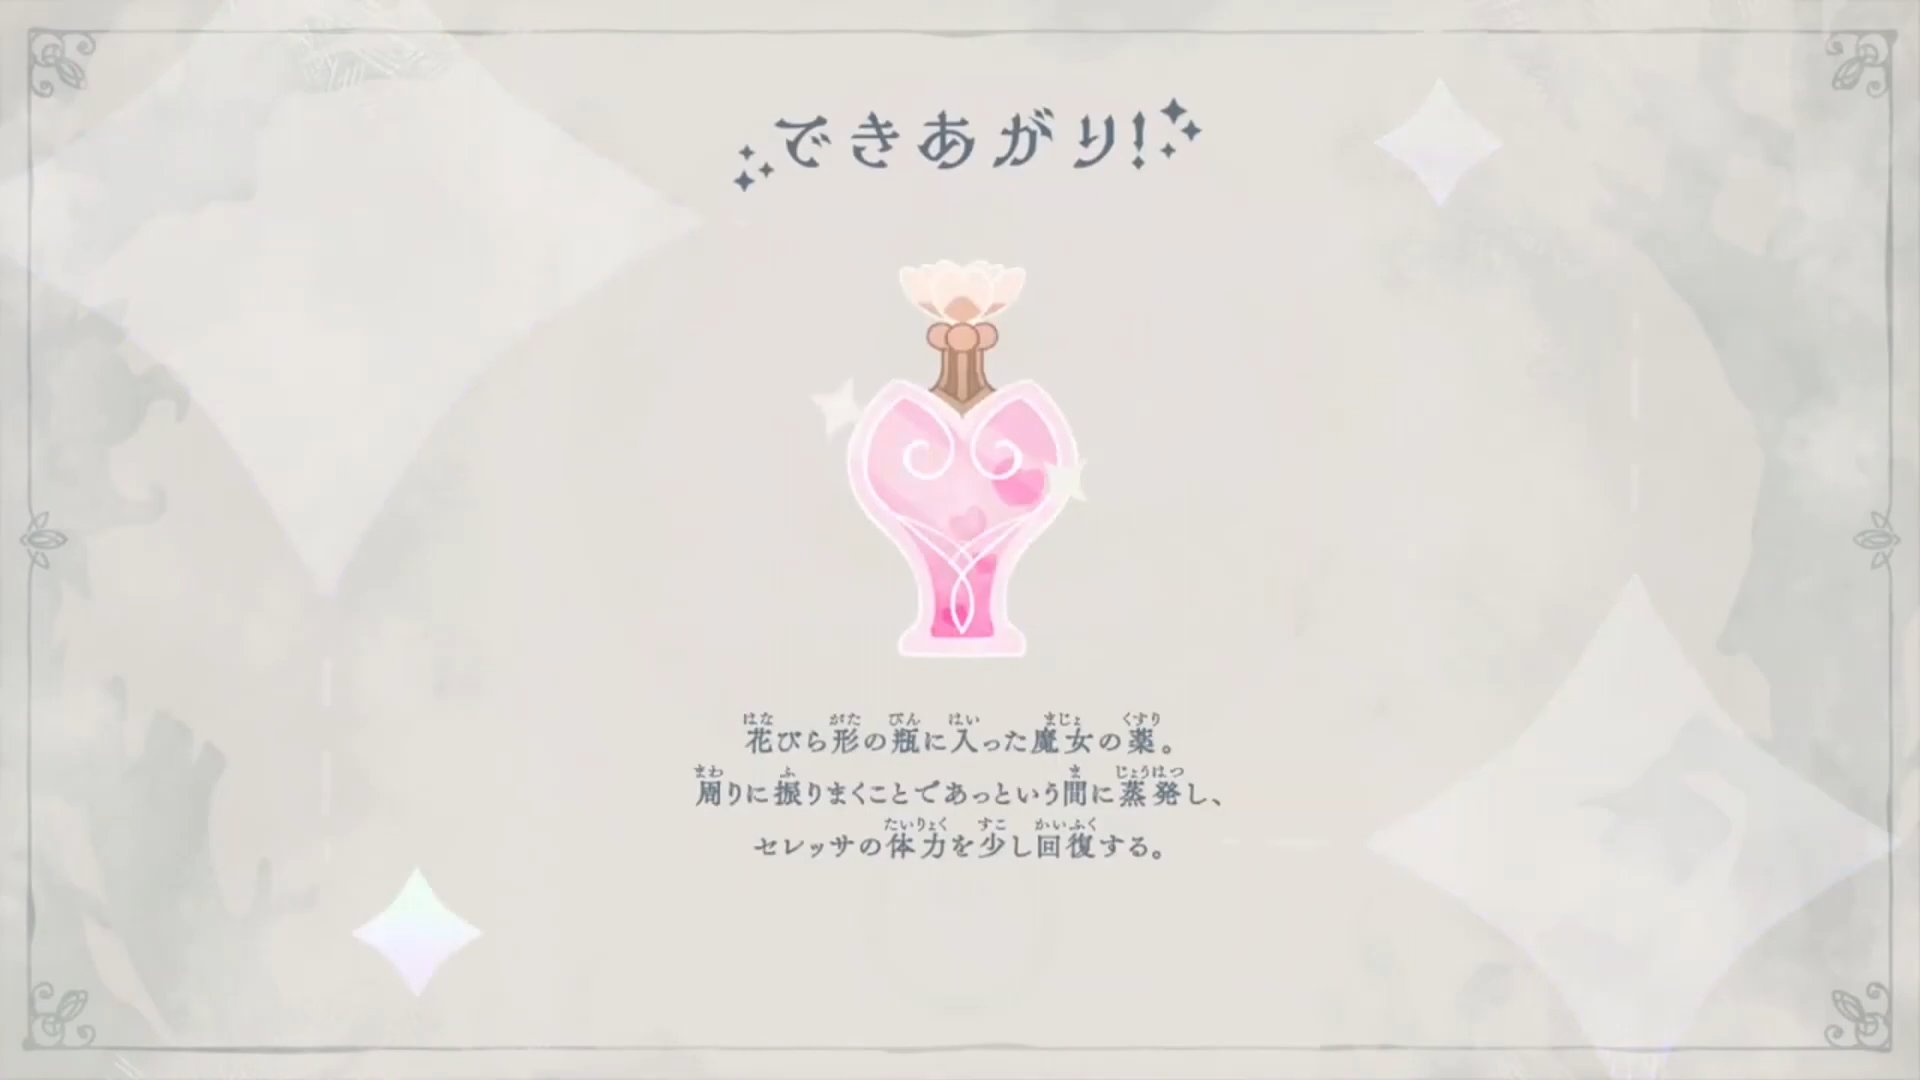 できあがり!
花びら形の瓶に入った魔女の薬。
周りに振りまくことであっという間に蒸発し、
セレッサの体力を少し回復する。